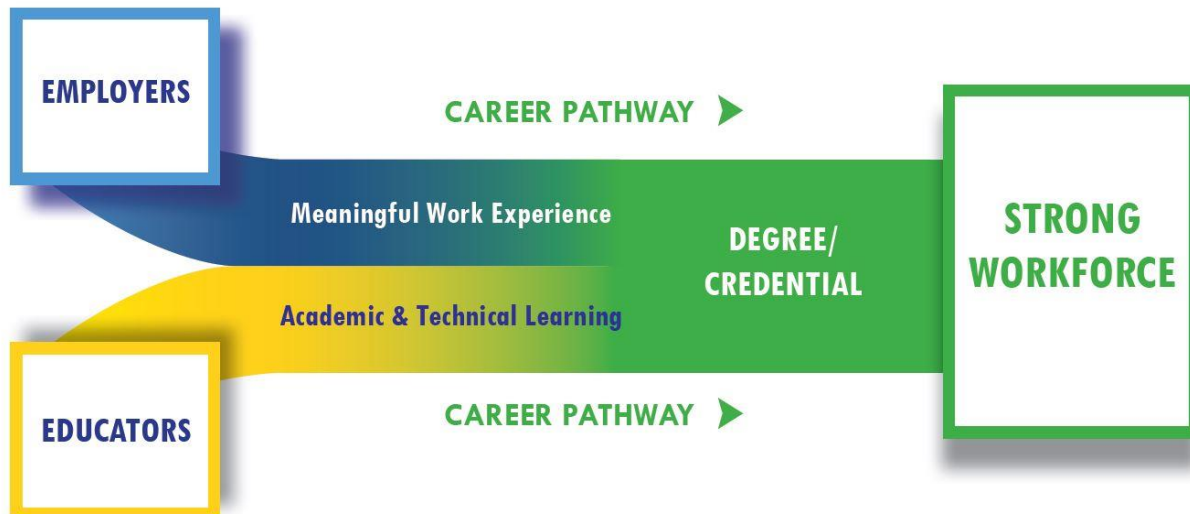 EMPLOYERS
CAREER PATHWAY
Meaningful Work Experience
DEGREE/
CREDENTIAL
STRONG
WORKFORCE
Academic & Technical Learning
CAREER PATHWAY
EDUCATORS